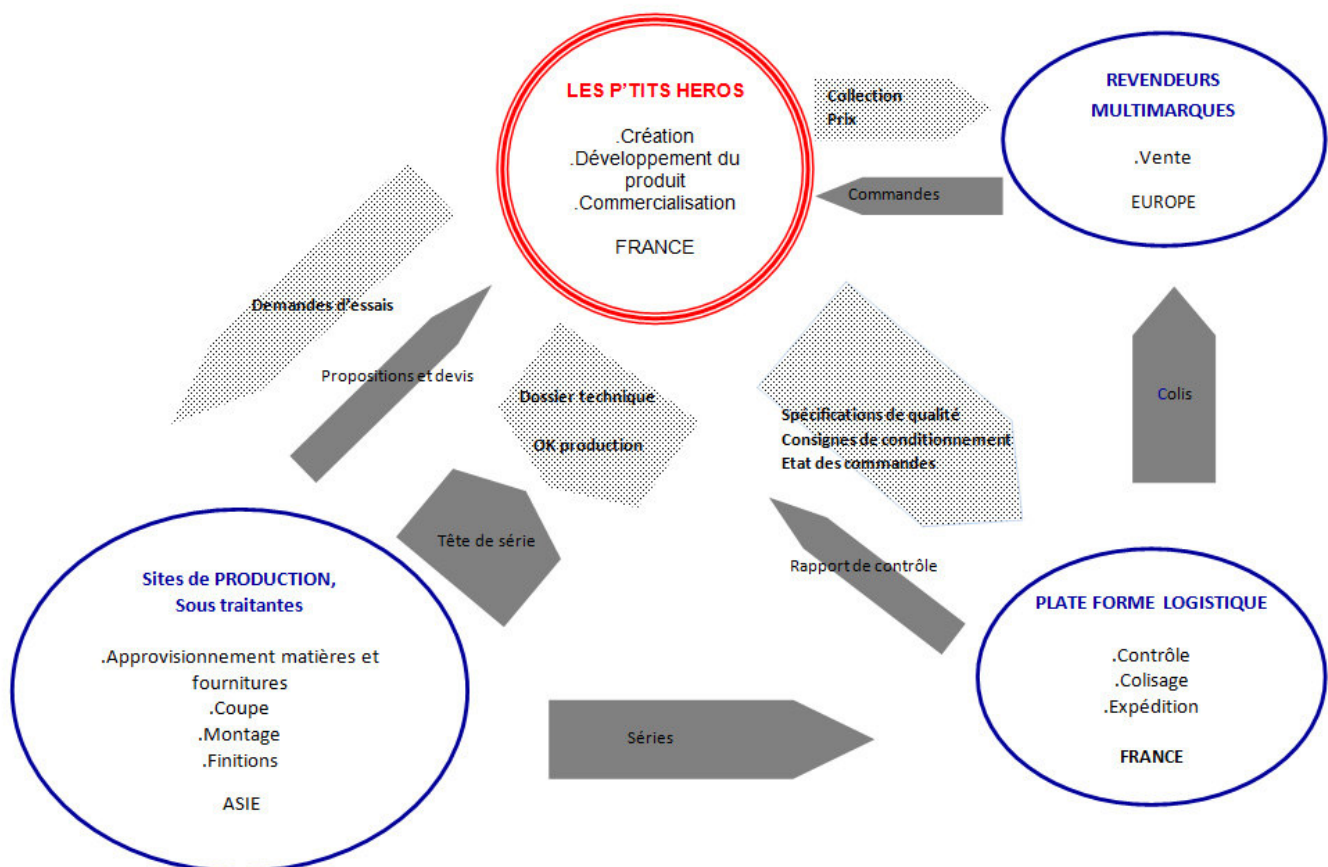 LES P'TITS HEROS
.Création
.Développement du
produit
.Commercialisation
FRANCE
Collection
Prix
Commandes
REVENDEURS
MULTIMARQUES
.Vente
EUROPE
Demandes d'essais
Propositions et devis
Dossier technique
OK production
Spécifications de qualité
Consignes de conditionnement
Etat des commandes
Colis
Tête de série
Rapport de contrôle
Sites de PRODUCTION,
Sous traitantes
.Approvisionnement matières et
fournitures
.Coupe
.Montage
.Finitions
ASIE
Séries
PLATE FORME LOGISTIQUE
.Contrôle
.Colisage
.Expédition
FRANCE